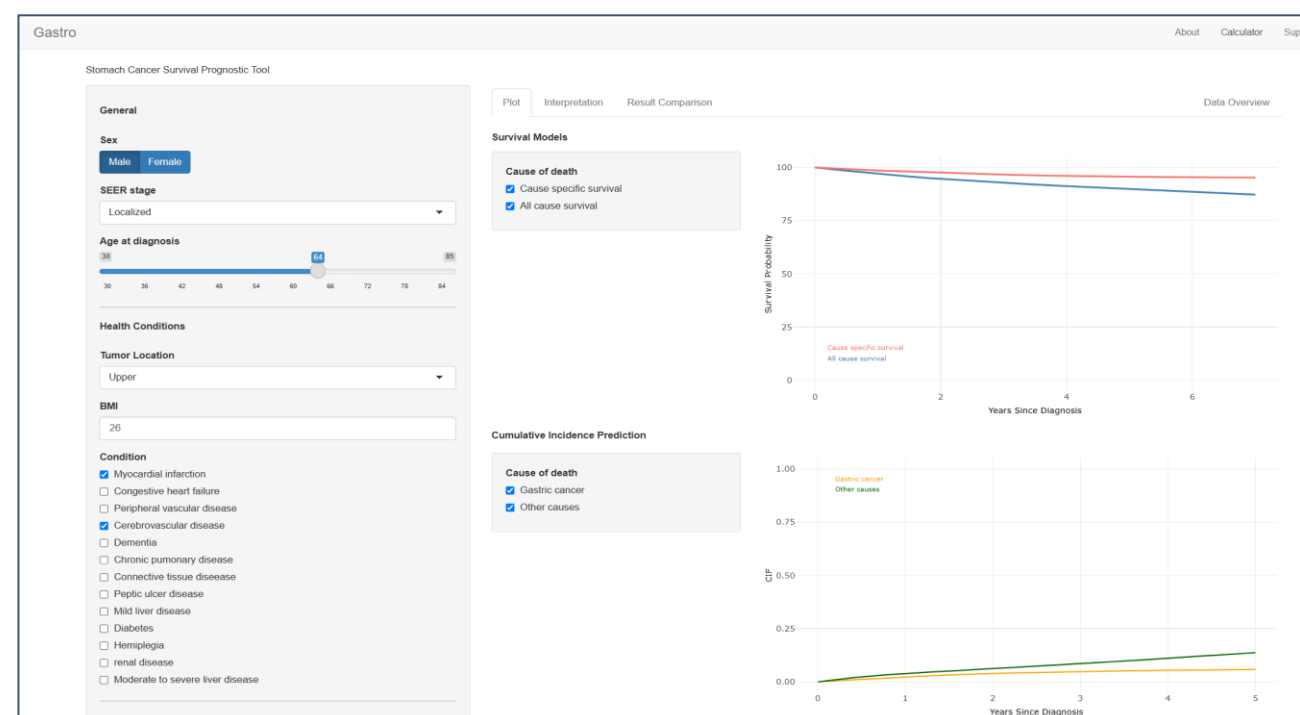 Gastro
About Calculator Sup
Stomach Cancer Survival Prognostic Tool
General
Sex
Male Female
SEER stage
Localized
Age at diagnosis
30 64 85
30 36 42 48 54 60 66 72 78 84
Health Conditions
Tumor Location
Upper
BMI
26
Condition
Myocardial infarction
Congestive heart failure
Peripheral vascular disease
Cerebrovascular disease
Dementia
Chronic pumonary disease
Connective tissue diseease
Peptic ulcer disease
Mild liver disease
Diabetes
Hemiplegia
renal disease
Moderate to severe liver disease
Plot Interpretation Result Comparison Data Overview
Survival Models
Cause of death
Cause specific survival
All cause survival
100
75
50
25
0
Survival Probability
Cause specific survival
All cause survival
0 2 4 6
Years Since Diagnosis
Cumulative Incidence Prediction
Cause of death
Gastric cancer
Other causes
1.00
0.75
0.50
0.25
0.00
CIF
Gastric cancer
Other causes
0 1 2 3 4 5
Years Since Diagnosis